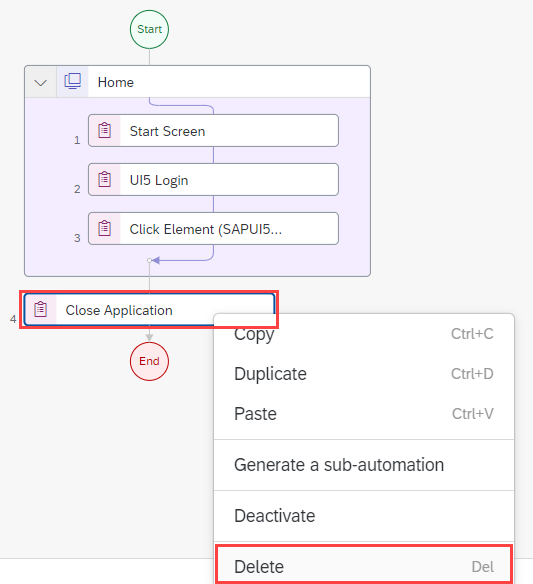 Start
Home
1 Start Screen
2 UI5 Login
3 Click Element (SAPUI5...
4 Close Application
End
Copy Ctrl+C
Duplicate Ctrl+D
Paste Ctrl+V
Generate a sub-automation
Deactivate
Delete Del